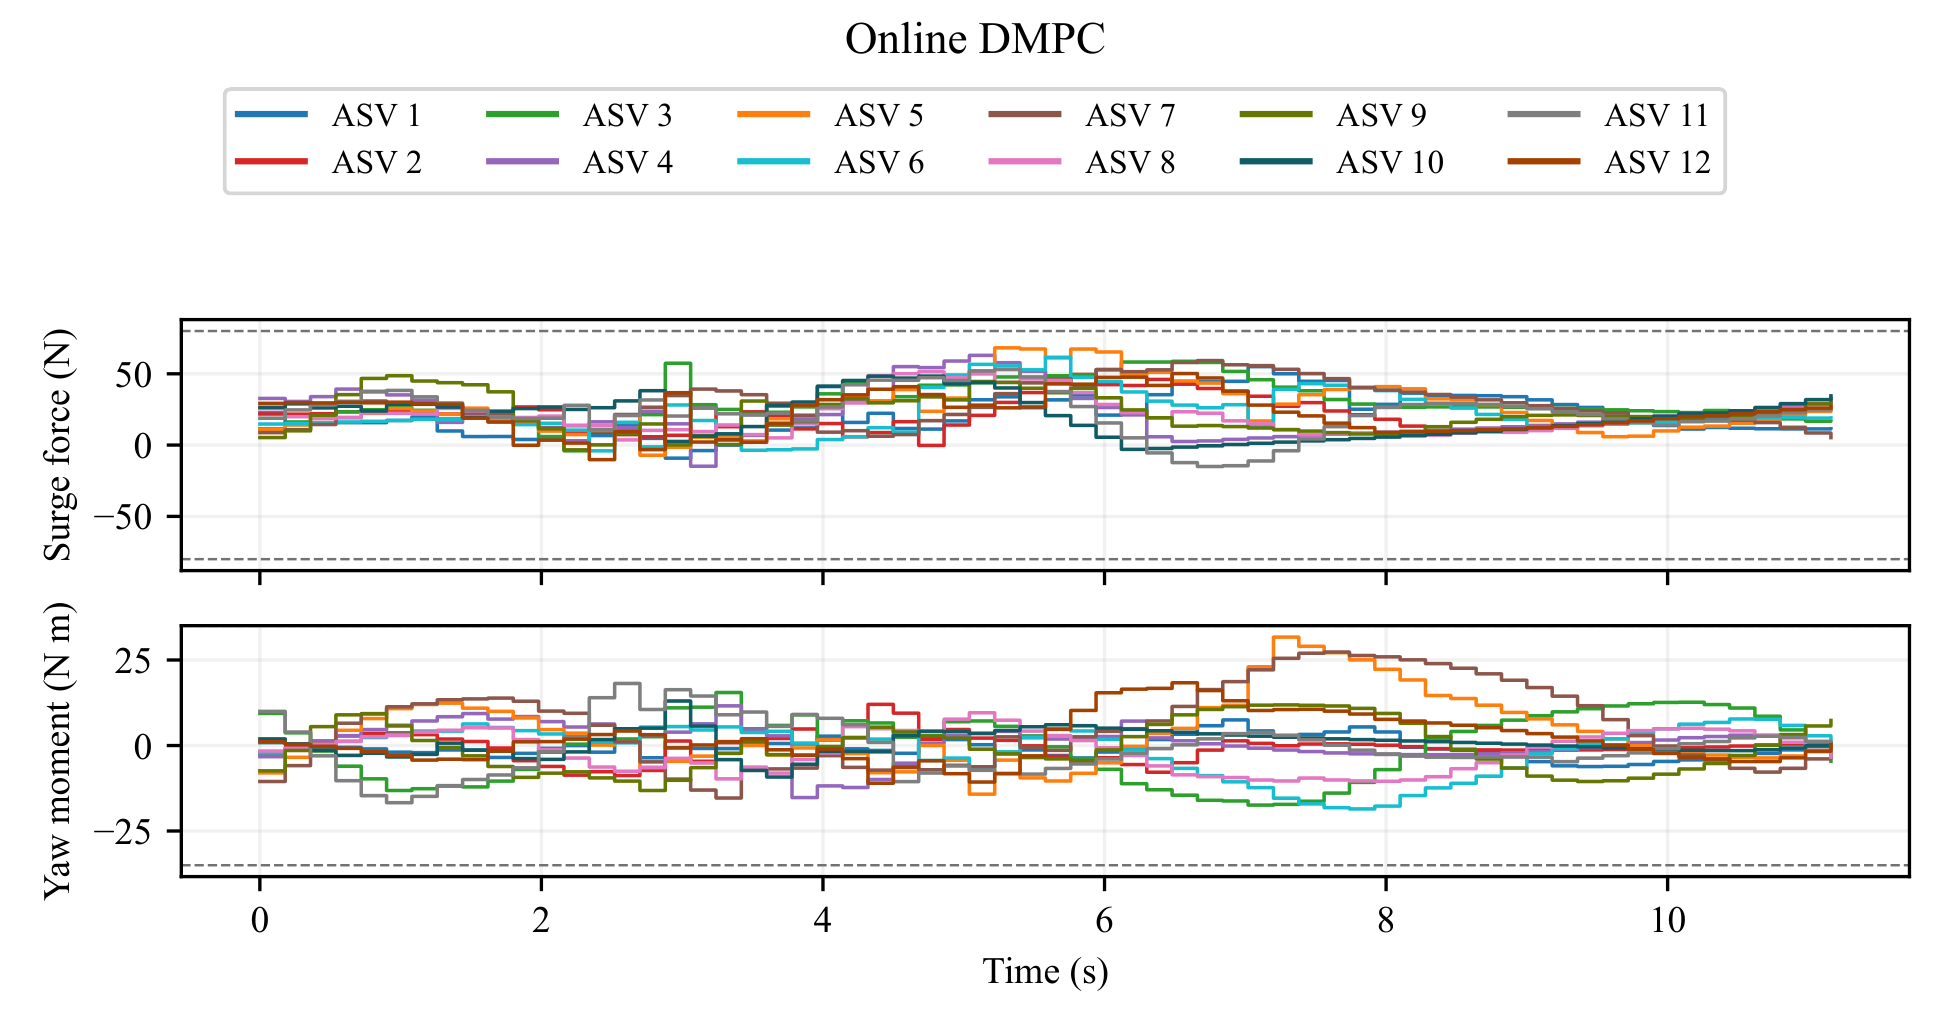 Online DMPC
ASV 1 ASV 3 ASV 5 ASV 7 ASV 9 ASV 11
ASV 2 ASV 4 ASV 6 ASV 8 ASV 10 ASV 12
Surge force (N)
50
0
−50
Yaw moment (N m)
25
0
−25
0 2 4 6 8 10
Time (s)